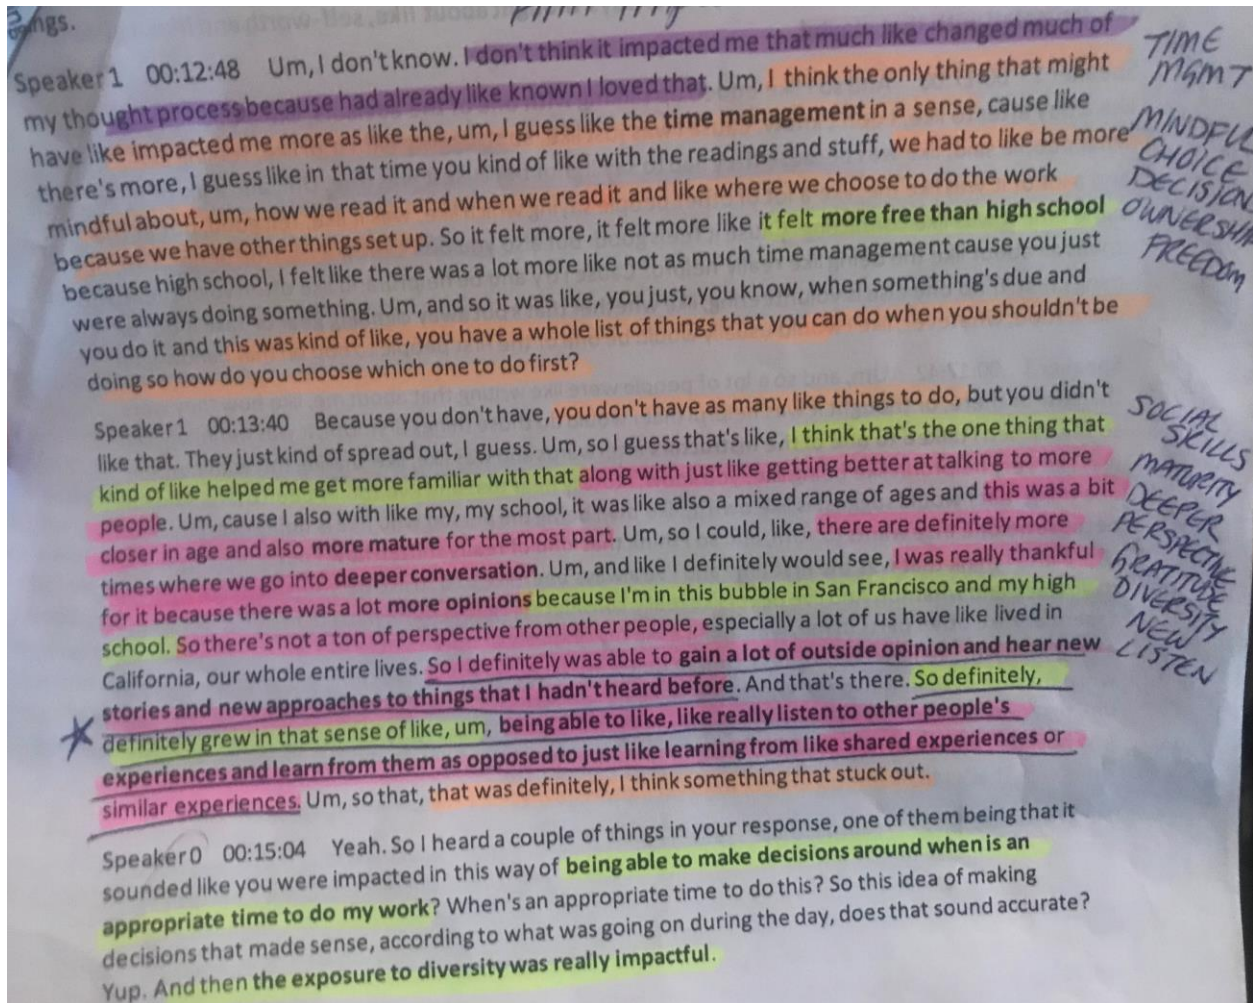 ings.
Speaker 1 00:12:48 Um, I don't know. I don't think it impacted me that much like changed much of
my thought process because had already like known I loved that. Um, I think the only thing that might
have like impacted me more as like the, um, I guess like the time management in a sense, cause like
there's more, I guess like in that time you kind of like with the readings and stuff, we had to like be more
mindful about, um, how we read it and when we read it and like where we choose to do the work
because we have other things set up. So it felt more, it felt more like it felt more free than high school
because high school, I felt like there was a lot more like not as much time management cause you just
were always doing something. Um, and so it was like, you just, you know, when something's due and
you do it and this was kind of like, you have a whole list of things that you can do when you shouldn't be
doing so how do you choose which one to do first?
TIME
MGMT
MINDFUL
CHOICE
DECISION
OWNERSHI
FREEDOM
Speaker 1 00:13:40 Because you don't have, you don't have as many like things to do, but you didn't
like that. They just kind of spread out, I guess. Um, so I guess that's like, I think that's the one thing that
kind of like helped me get more familiar with that along with just like getting better at talking to more
people. Um, cause I also with like my, my school, it was like also a mixed range of ages and this was a bit
closer in age and also more mature for the most part. Um, so I could, like, there are definitely more
times where we go into deeper conversation. Um, and like I definitely would see, I was really thankful
for it because there was a lot more opinions because I'm in this bubble in San Francisco and my high
school. So there's not a ton of perspective from other people, especially a lot of us have like lived in
California, our whole entire lives. So I definitely was able to gain a lot of outside opinion and hear new
stories and new approaches to things that I hadn't heard before. And that's there. So definitely,
definitely grew in that sense of like, um, being able to like, like really listen to other people's
experiences and learn from them as opposed to just like learning from like shared experiences or
similar experiences. Um, so that, that was definitely, I think something that stuck out.
SOCIAL
SKILLS
MATURITY
DEEPER
PERSPECTIVE
GRATITUDE
DIVERSITY
NEW
LISTEN
Speaker 0 00:15:04 Yeah. So I heard a couple of things in your response, one of them being that it
sounded like you were impacted in this way of being able to make decisions around when is an
appropriate time to do my work? When's an appropriate time to do this? So this idea of making
decisions that made sense, according to what was going on during the day, does that sound accurate?
Yup. And then the exposure to diversity was really impactful.